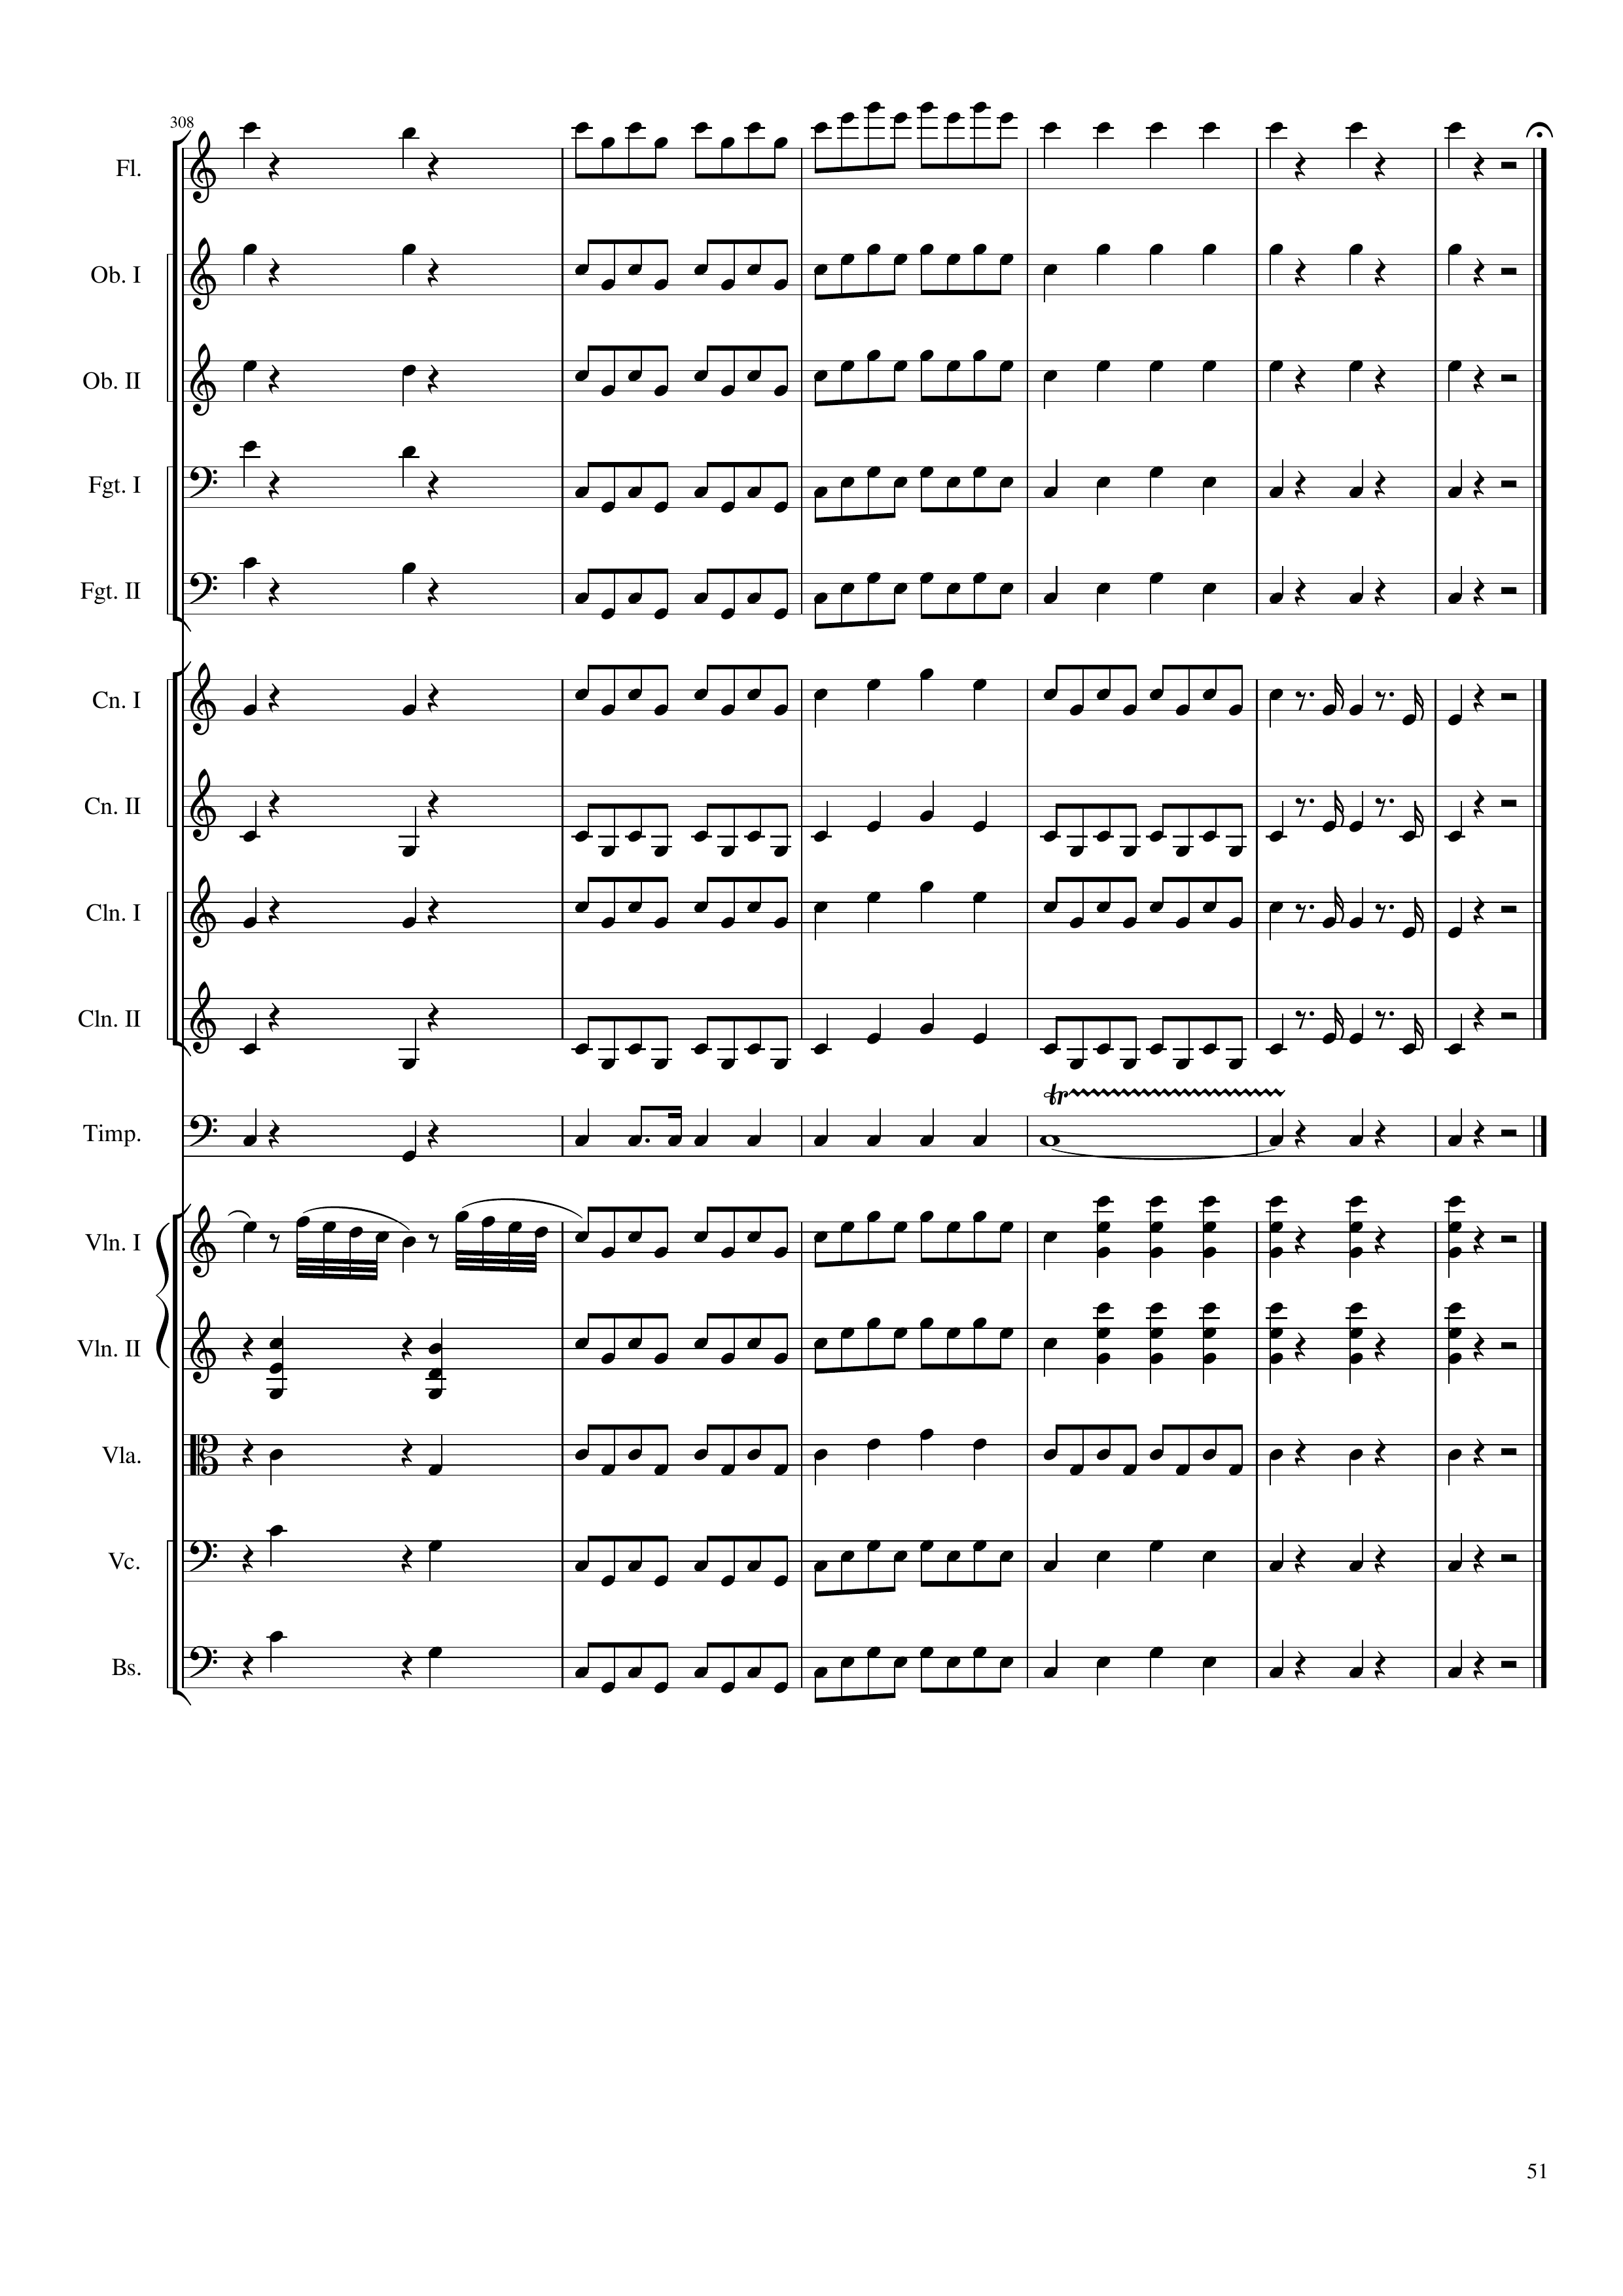 308
Fl.
Ob. I
Ob. II
Fgt. I
Fgt. II
Cn. I
Cn. II
Cln. I
Cln. II
tr
Timp.
Vln. I
Vln. II
Vla.
Vc.
Bs.
51